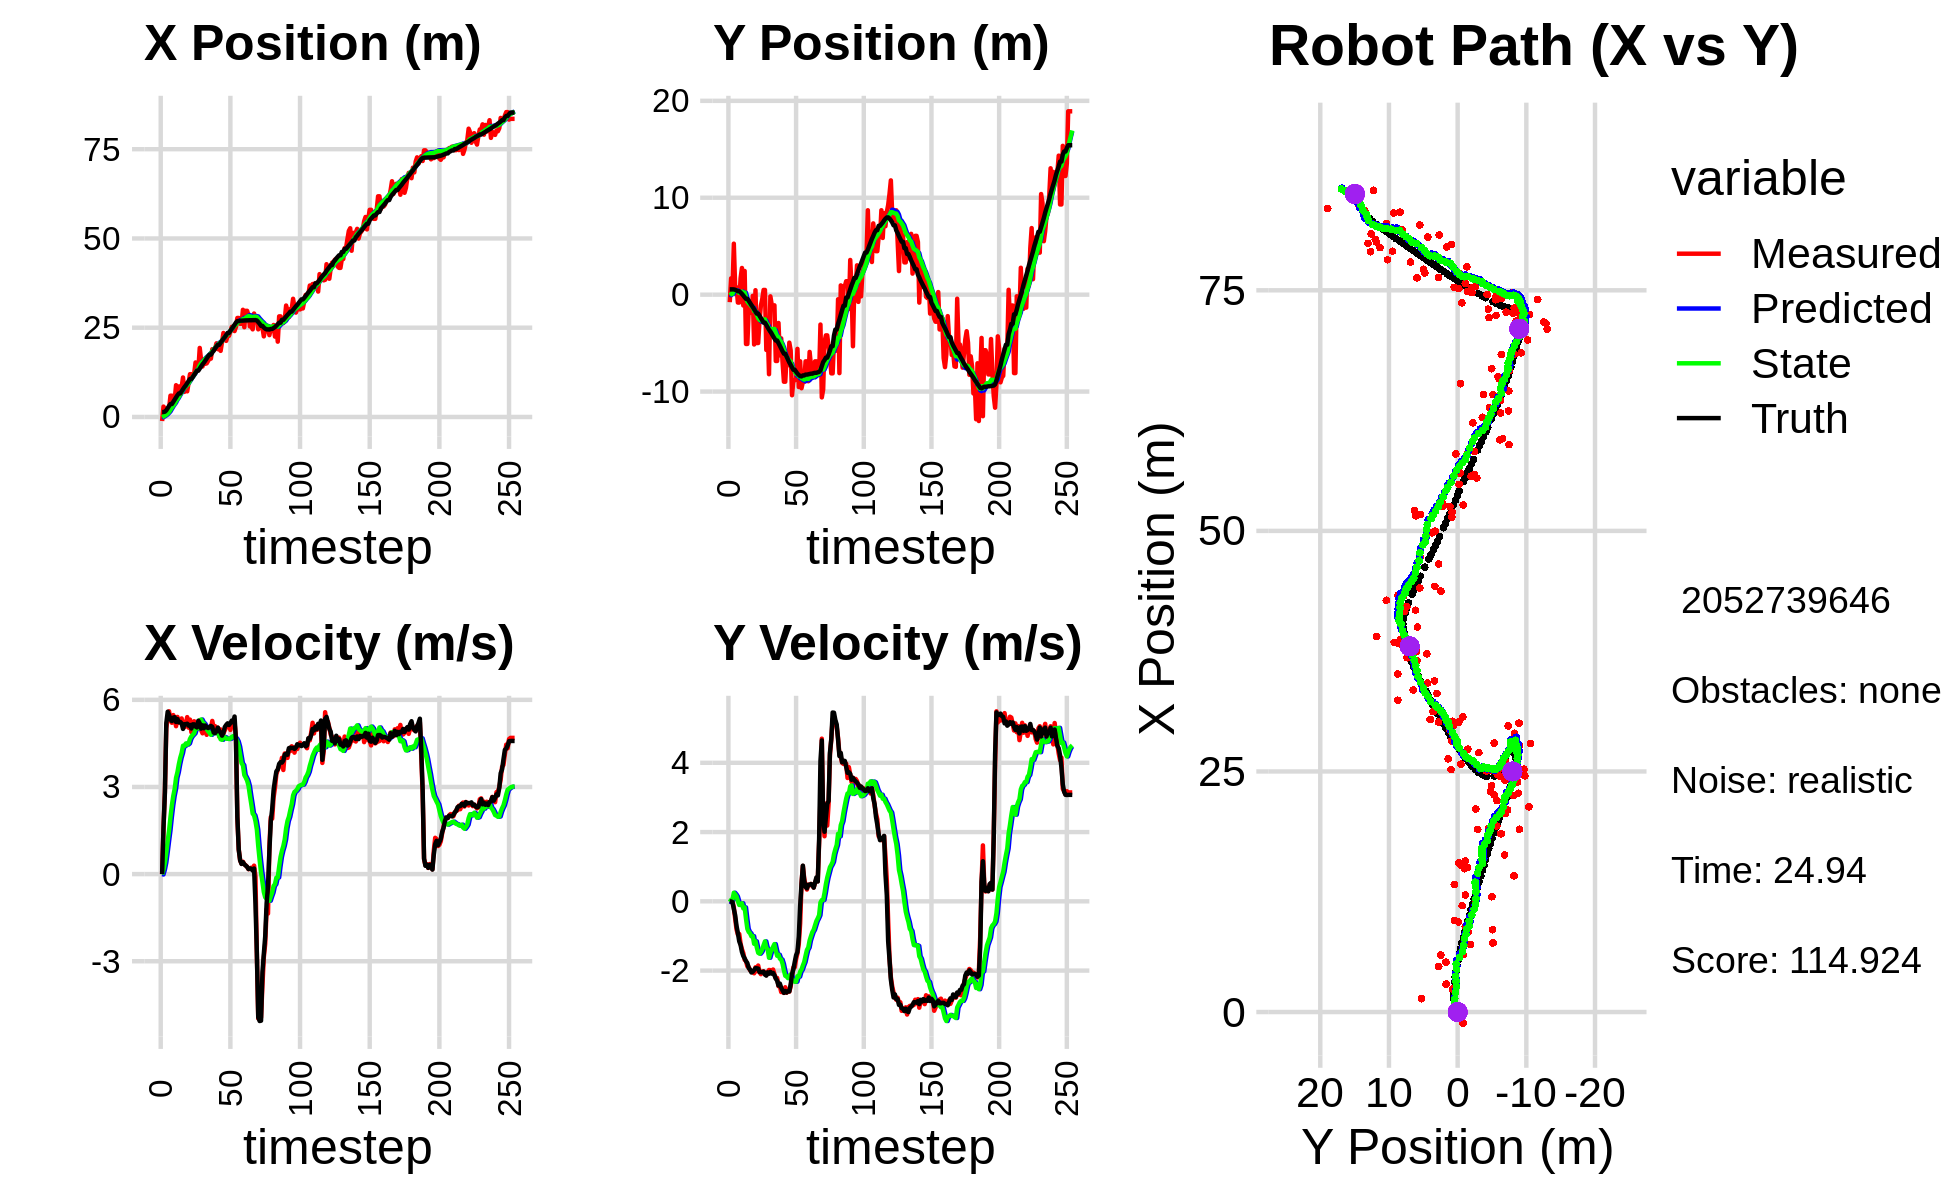 X Position (m)
75
50
25
0
0 50 100 150 200 250
timestep
Y Position (m)
20
10
0
-10
0 50 100 150 200 250
timestep
X Velocity (m/s)
6
3
0
-3
0 50 100 150 200 250
timestep
Y Velocity (m/s)
4
2
0
-2
0 50 100 150 200 250
timestep
Robot Path (X vs Y)
X Position (m)
75
50
25
0
20 10 0 -10 -20
Y Position (m)
variable
Measured
Predicted
State
Truth
2052739646
Obstacles: none
Noise: realistic
Time: 24.94
Score: 114.924